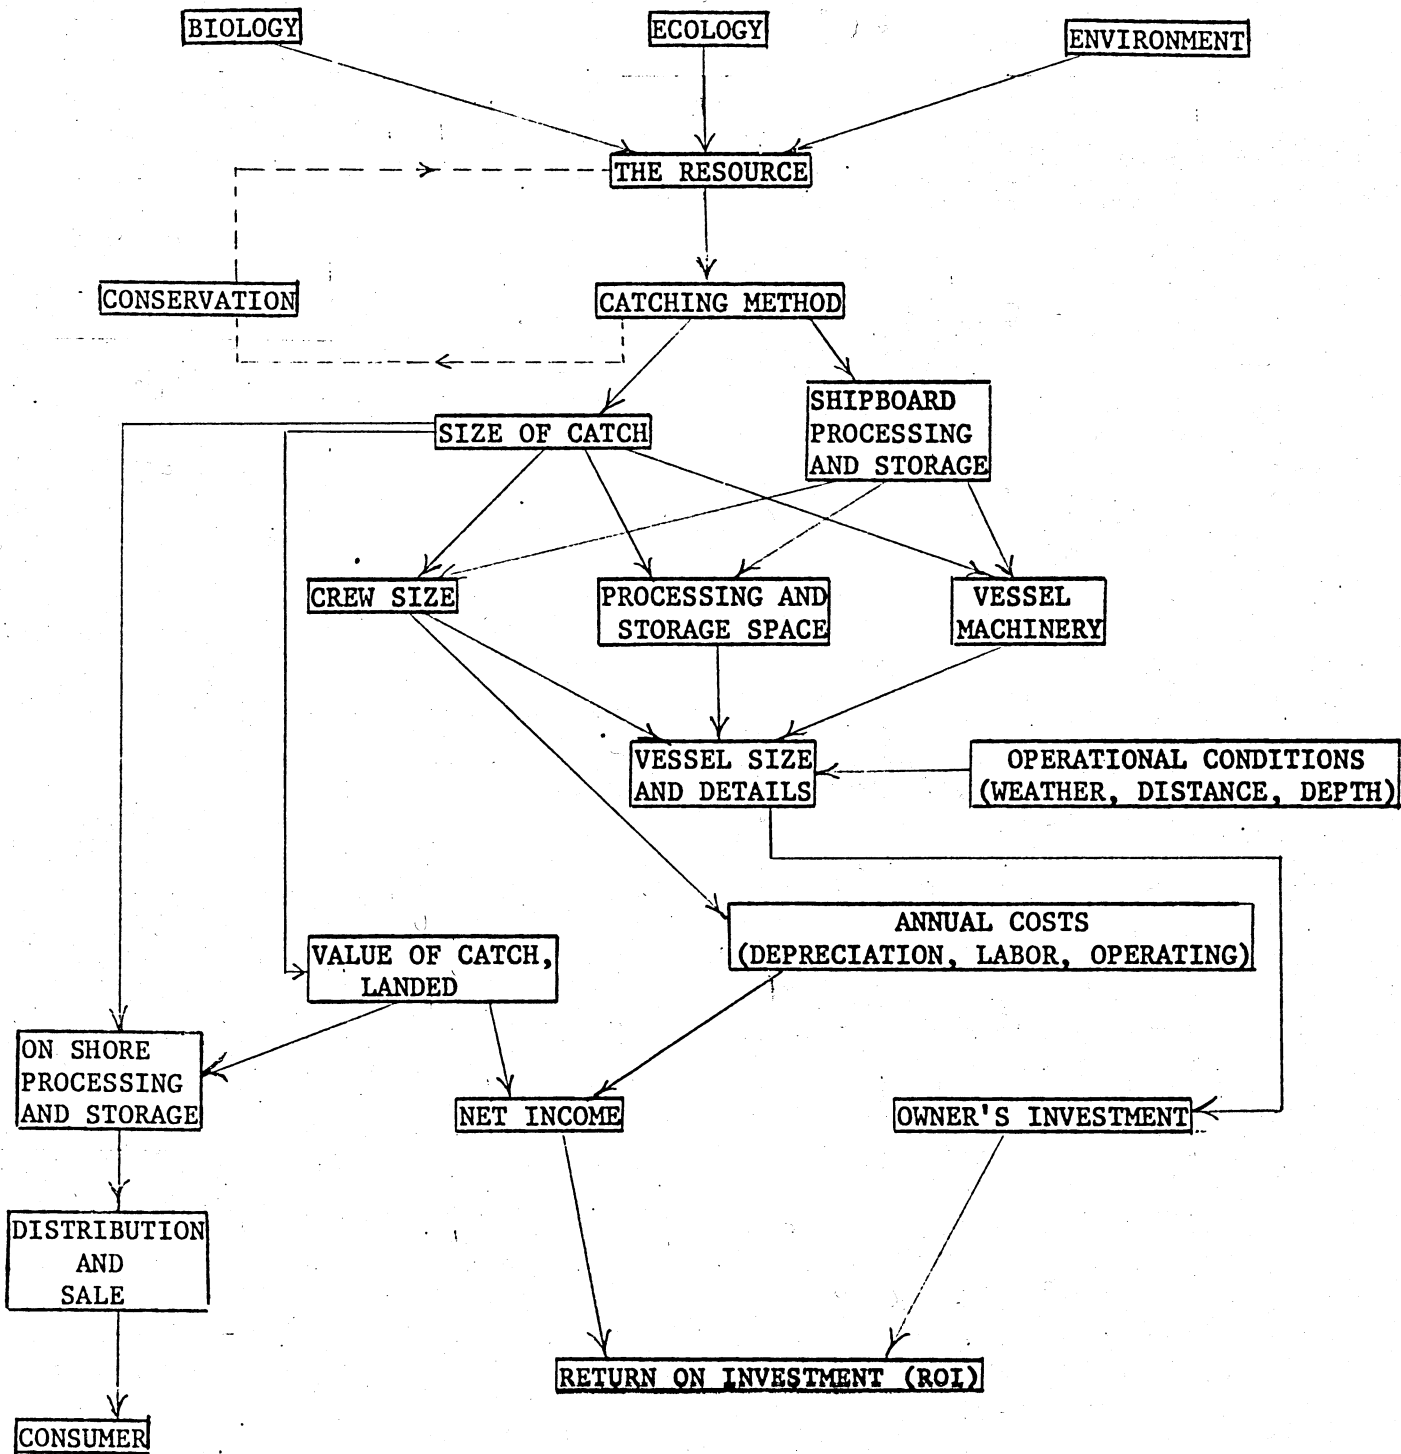 BIOLOGY
ECOLOGY
ENVIRONMENT
THE RESOURCE
CONSERVATION
CATCHING METHOD
SIZE OF CATCH
SHIPBOARD
PROCESSING
AND STORAGE
CREW SIZE
PROCESSING AND
STORAGE SPACE
VESSEL
MACHINERY
VESSEL SIZE
AND DETAILS
OPERATIONAL CONDITIONS
(WEATHER, DISTANCE, DEPTH)
ANNUAL COSTS
(DEPRECIATION, LABOR, OPERATING)
VALUE OF CATCH,
LANDED
ON SHORE
PROCESSING
AND STORAGE
NET INCOME
OWNER'S INVESTMENT
DISTRIBUTION
AND
SALE
RETURN ON INVESTMENT (ROI)
CONSUMER